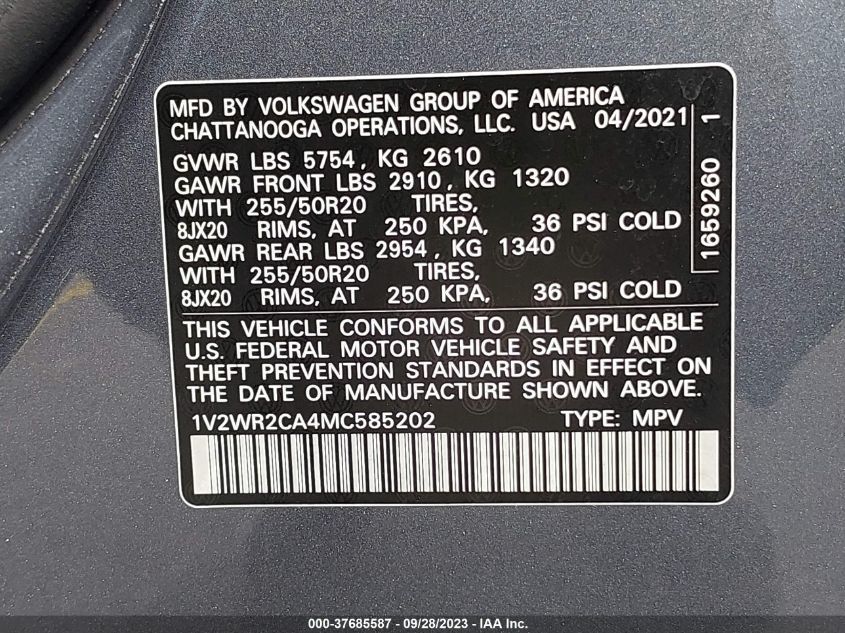 MFD BY VOLKSWAGEN GROUP OF AMERICA
CHATTANOOGA OPERATIONS, LLC. USA 04/2021
GVWR LBS 5754, KG 2610
GAWR FRONT LBS 2910, KG 1320
WITH 255/50R20 TIRES,
8JX20 RIMS, AT 250 KPA, 36 PSI COLD
GAWR REAR LBS 2954, KG 1340
WITH 255/50R20 TIRES,
8JX20 RIMS, AT 250 KPA, 36 PSI COLD
1659260 1
THIS VEHICLE CONFORMS TO ALL APPLICABLE
U.S. FEDERAL MOTOR VEHICLE SAFETY AND
THEFT PREVENTION STANDARDS IN EFFECT ON
THE DATE OF MANUFACTURE SHOWN ABOVE.
1V2WR2CA4MC585202 TYPE: MPV
000-37685587 - 09/28/2023 - IAA Inc.